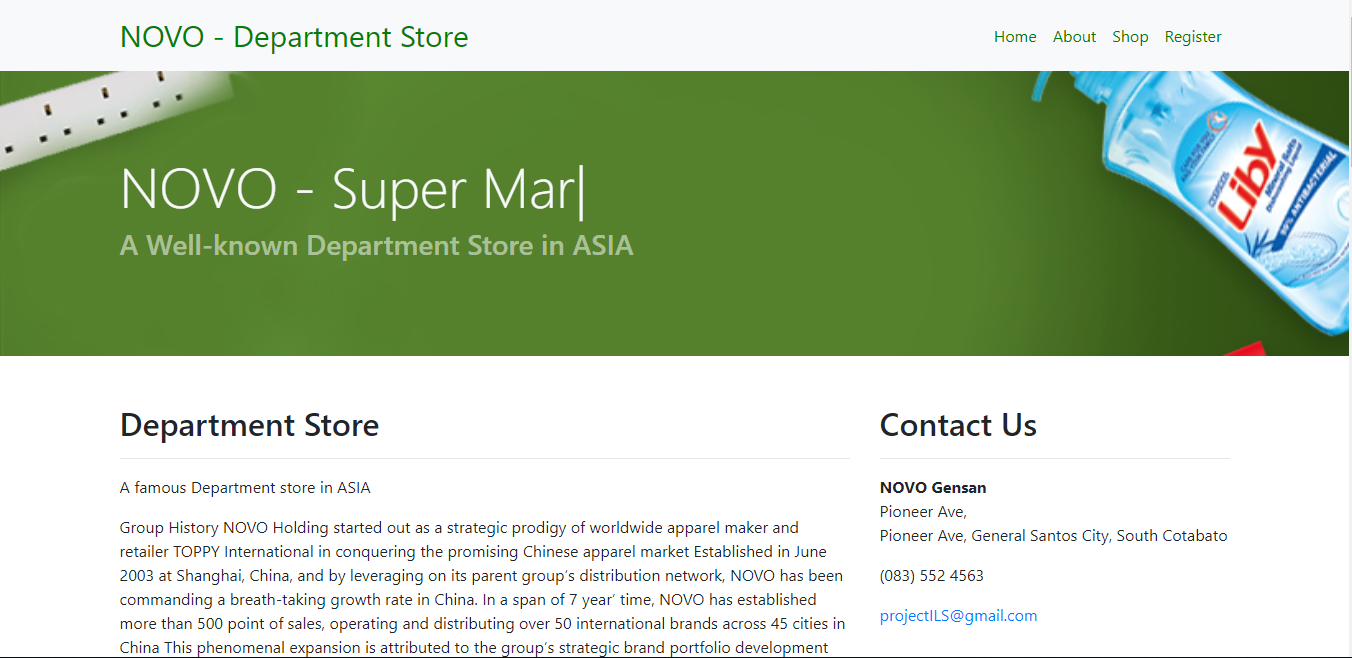 NOVO - Department Store
Home About Shop Register
NOVO - Super Mar|
A Well-known Department Store in ASIA
Liby
Mineral Salts
Dishwashing Liquid
99% ANTIBACTERIAL
Department Store
A famous Department store in ASIA
Group History NOVO Holding started out as a strategic prodigy of worldwide apparel maker and
retailer TOPPY International in conquering the promising Chinese apparel market Established in June
2003 at Shanghai, China, and by leveraging on its parent group’s distribution network, NOVO has been
commanding a breath-taking growth rate in China. In a span of 7 year’ time, NOVO has established
more than 500 point of sales, operating and distributing over 50 international brands across 45 cities in
China This phenomenal expansion is attributed to the group’s strategic brand portfolio development
Contact Us
NOVO Gensan
Pioneer Ave,
Pioneer Ave, General Santos City, South Cotabato
(083) 552 4563
projectILS@gmail.com